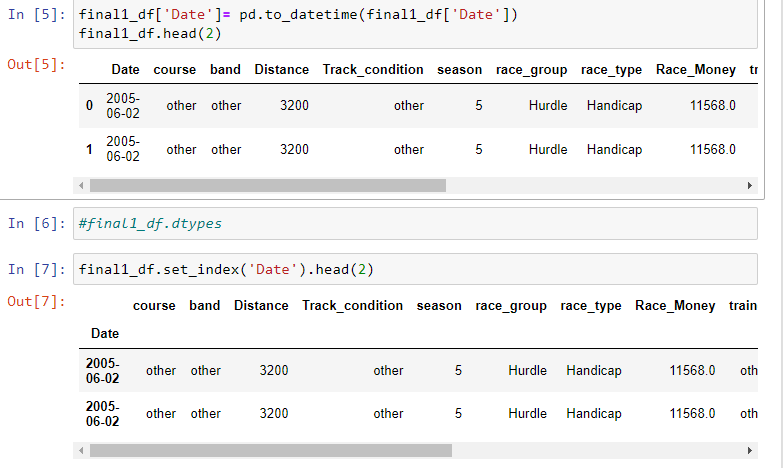 In [5]: final1_df['Date']= pd.to_datetime(final1_df['Date'])
final1_df.head(2)
Out[5]:
Date course band Distance Track_condition season race_group race_type Race_Money
0 2005-06-02 other other 3200 other 5 Hurdle Handicap 11568.0
1 2005-06-02 other other 3200 other 5 Hurdle Handicap 11568.0
In [6]: #final1_df.dtypes
In [7]: final1_df.set_index('Date').head(2)
Out[7]:
course band Distance Track_condition season race_group race_type Race_Money train
Date
2005-06-02 other other 3200 other 5 Hurdle Handicap 11568.0 oth
2005-06-02 other other 3200 other 5 Hurdle Handicap 11568.0 oth